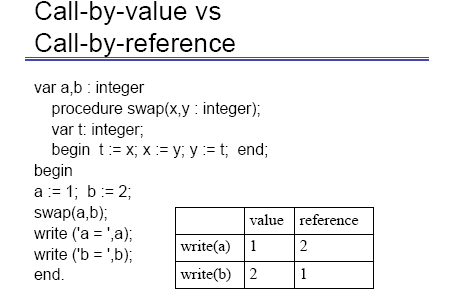 Call-by-value vs
Call-by-reference
var a,b : integer
procedure swap(x,y : integer);
var t: integer;
begin t := x; x := y; y := t; end;
begin
a := 1; b := 2;
swap(a,b);
write ('a = ',a);
write ('b = ',b);
end.
value reference
write(a) 1 2
write(b) 2 1